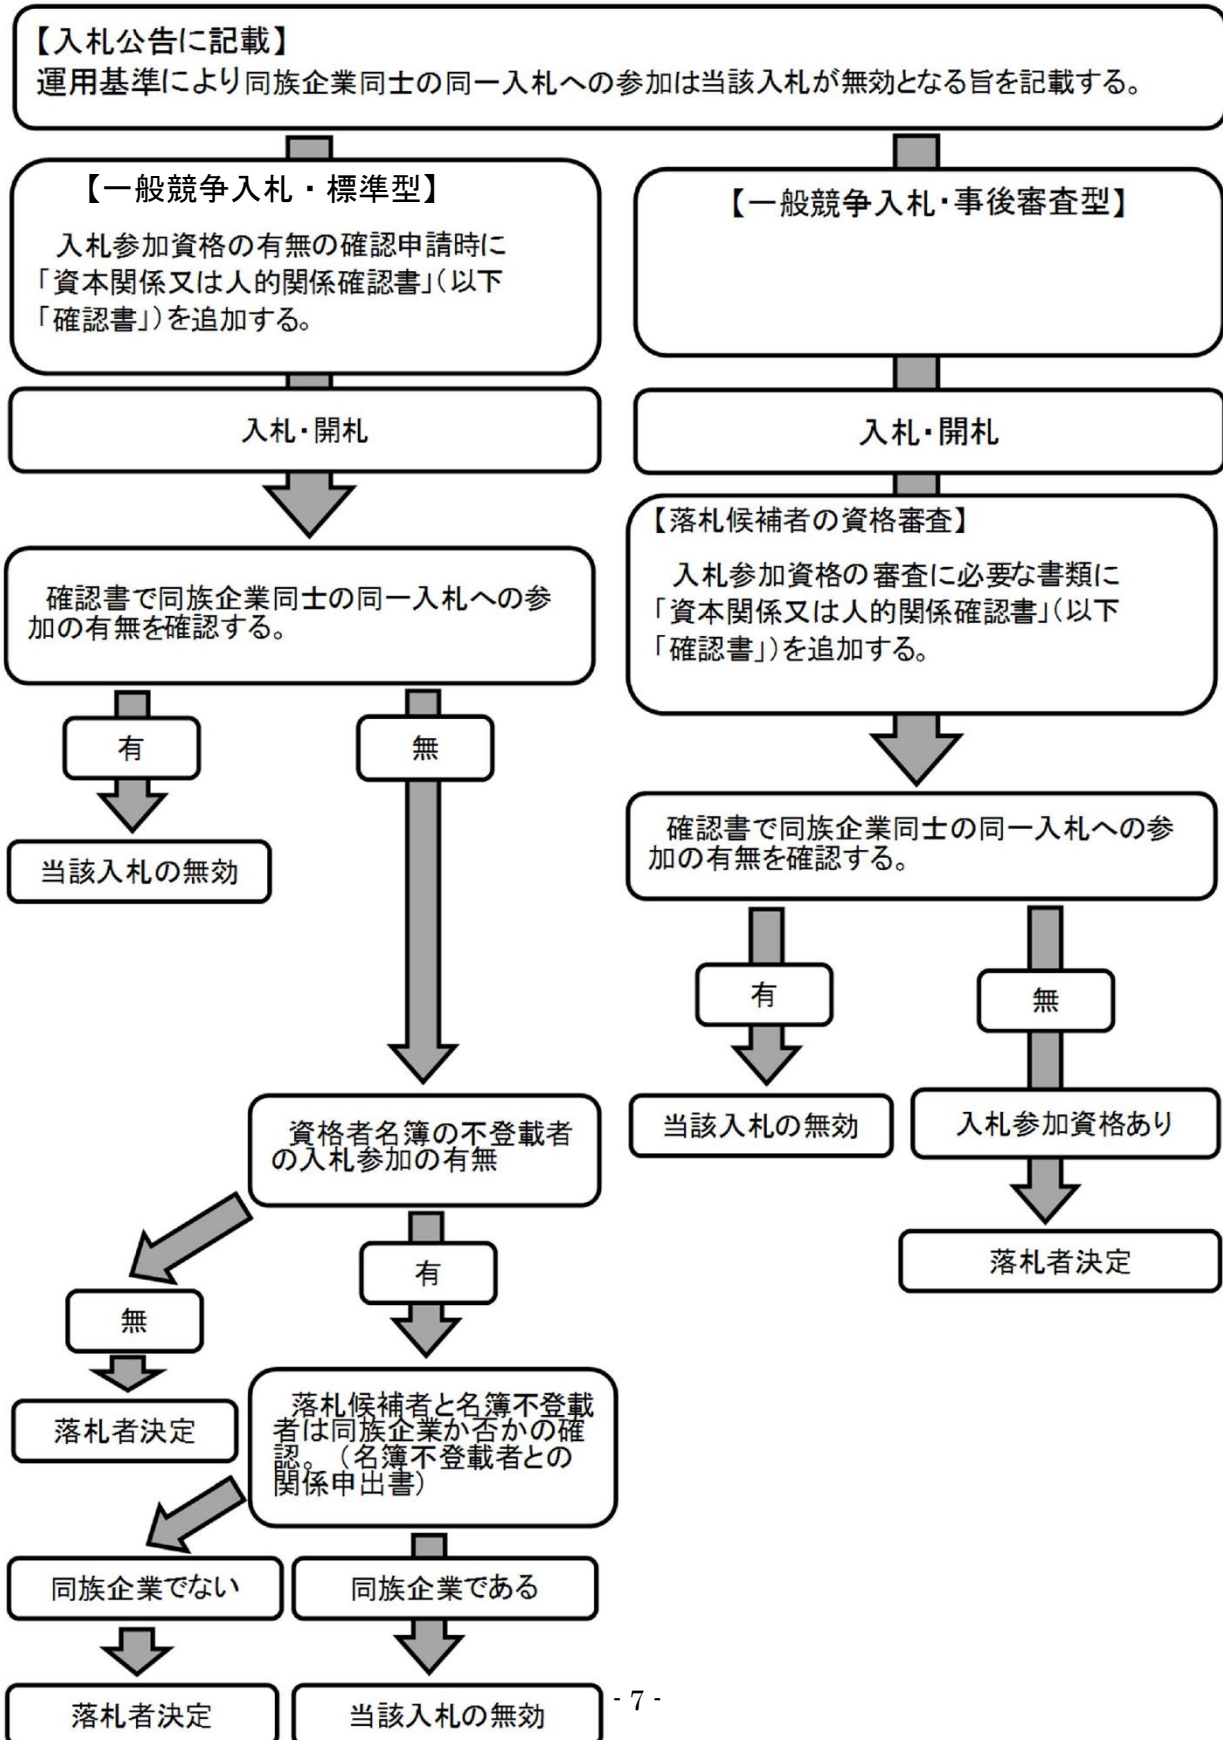 【入札公告に記載】
運用基準により同族企業同士の同一入札への参加は当該入札が無効となる旨を記載する。
【一般競争入札・標準型】
入札参加資格の有無の確認申請時に
「資本関係又は人的関係確認書」（以下
「確認書」）を追加する。
入札・開札
確認書で同族企業同士の同一入札への参
加の有無を確認する。
有
無
当該入札の無効
資格者名簿の不登載者
の入札参加の有無
有
無
落札者決定
落札候補者と名簿不登載
者は同族企業か否かの確
認。（名簿不登載者との
関係申出書）
同族企業でない
同族企業である
落札者決定
当該入札の無効
【一般競争入札・事後審査型】
入札・開札
【落札候補者の資格審査】
入札参加資格の審査に必要な書類に
「資本関係又は人的関係確認書」（以下
「確認書」）を追加する。
確認書で同族企業同士の同一入札への参
加の有無を確認する。
有
無
当該入札の無効
入札参加資格あり
落札者決定
- 7 -